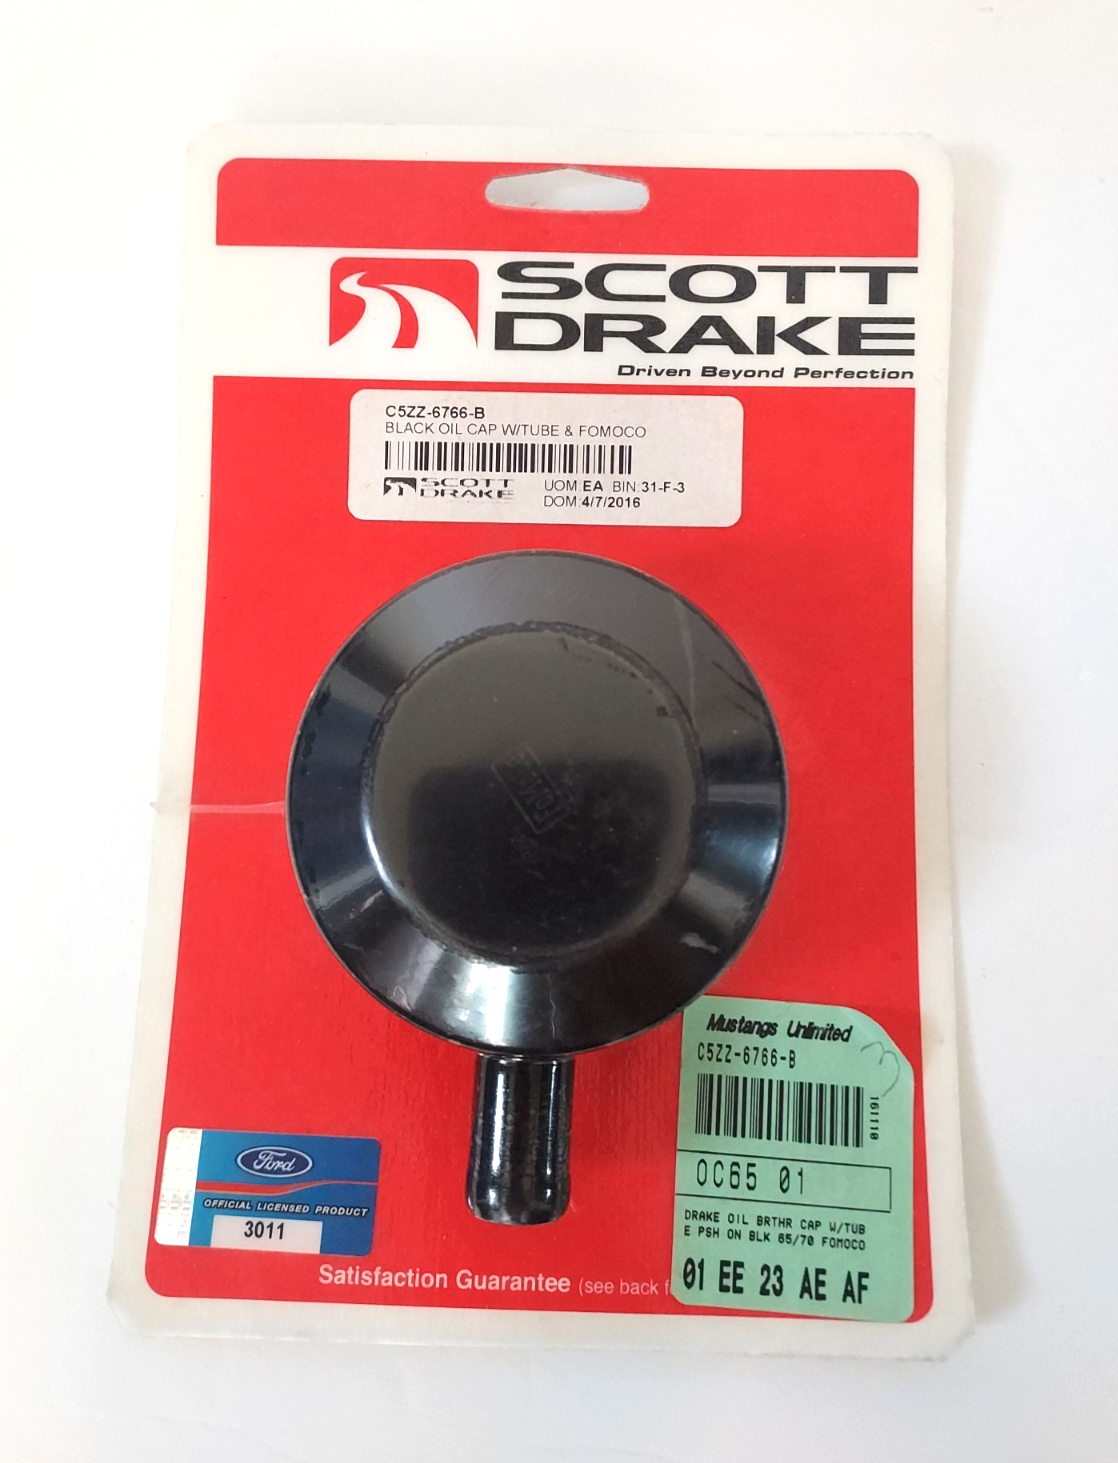 SCOTT
DRAKE
Driven Beyond Perfection
C5ZZ-6766-B
BLACK OIL CAP W/TUBE & FOMOCO
SCOTT
DRAKE
UOM:EA BIN:31-F-3
DOM:4/7/2016
Mustangs Unlimited
C5ZZ-6766-B
161110
OC65 01
DRAKE OIL BRTHR CAP W/TUB
E PSH ON BLK 65/70 FOMOCO
01 EE 23 AE AF
Ford
OFFICIAL LICENSED PRODUCT
3011
Satisfaction Guarantee (see back